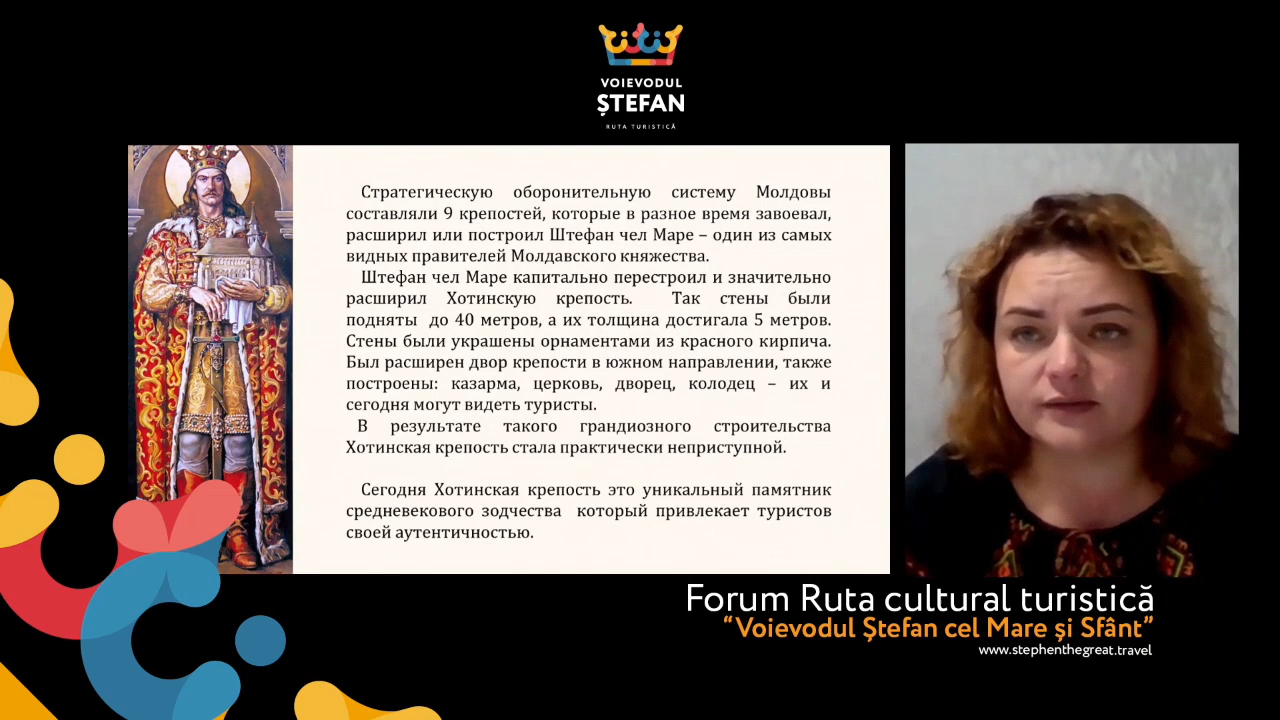 VOIEVODUL
ȘTEFAN
RUTA TURISTICĂ
Стратегическую оборонительную систему Молдовы
составляли 9 крепостей, которые в разное время завоевал,
расширил или построил Штефан чел Маре – один из самых
видных правителей Молдавского княжества.
Штефан чел Маре капитально перестроил и значительно
расширил Хотинскую крепость. Так стены были
подняты до 40 метров, а их толщина достигала 5 метров.
Стены были украшены орнаментами из красного кирпича.
Был расширен двор крепости в южном направлении, также
построены: казарма, церковь, дворец, колодец – их и
сегодня могут видеть туристы.
В результате такого грандиозного строительства
Хотинская крепость стала практически неприступной.
Сегодня Хотинская крепость это уникальный памятник
средневекового зодчества который привлекает туристов
своей аутентичностью.
Forum Ruta cultural turistică
“Voievodul Ștefan cel Mare și Sfânt”
www.stephenthegreat.travel